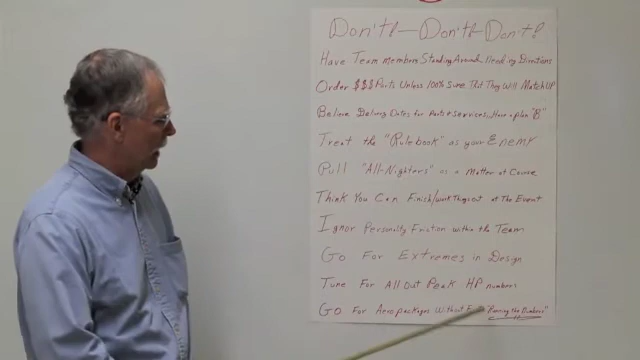 Don't!—Don't!—Don't!
Have Team members Standing Around Needing Directions
Order $$$ Parts Unless 100% Sure That They Will Match Up
Believe Delivery Dates for Parts & Services, Have a plan "B"
Treat the "Rulebook" as your Enemy
Pull "All-Nighters" as a Matter of Course
Think You Can Finish/Work Things out at The Event
Ignor Personality Friction within the Team
Go For Extremes in Design
Tune For All Out Peak HP numbers
Go For Aeropackages Without "Running the Numbers"